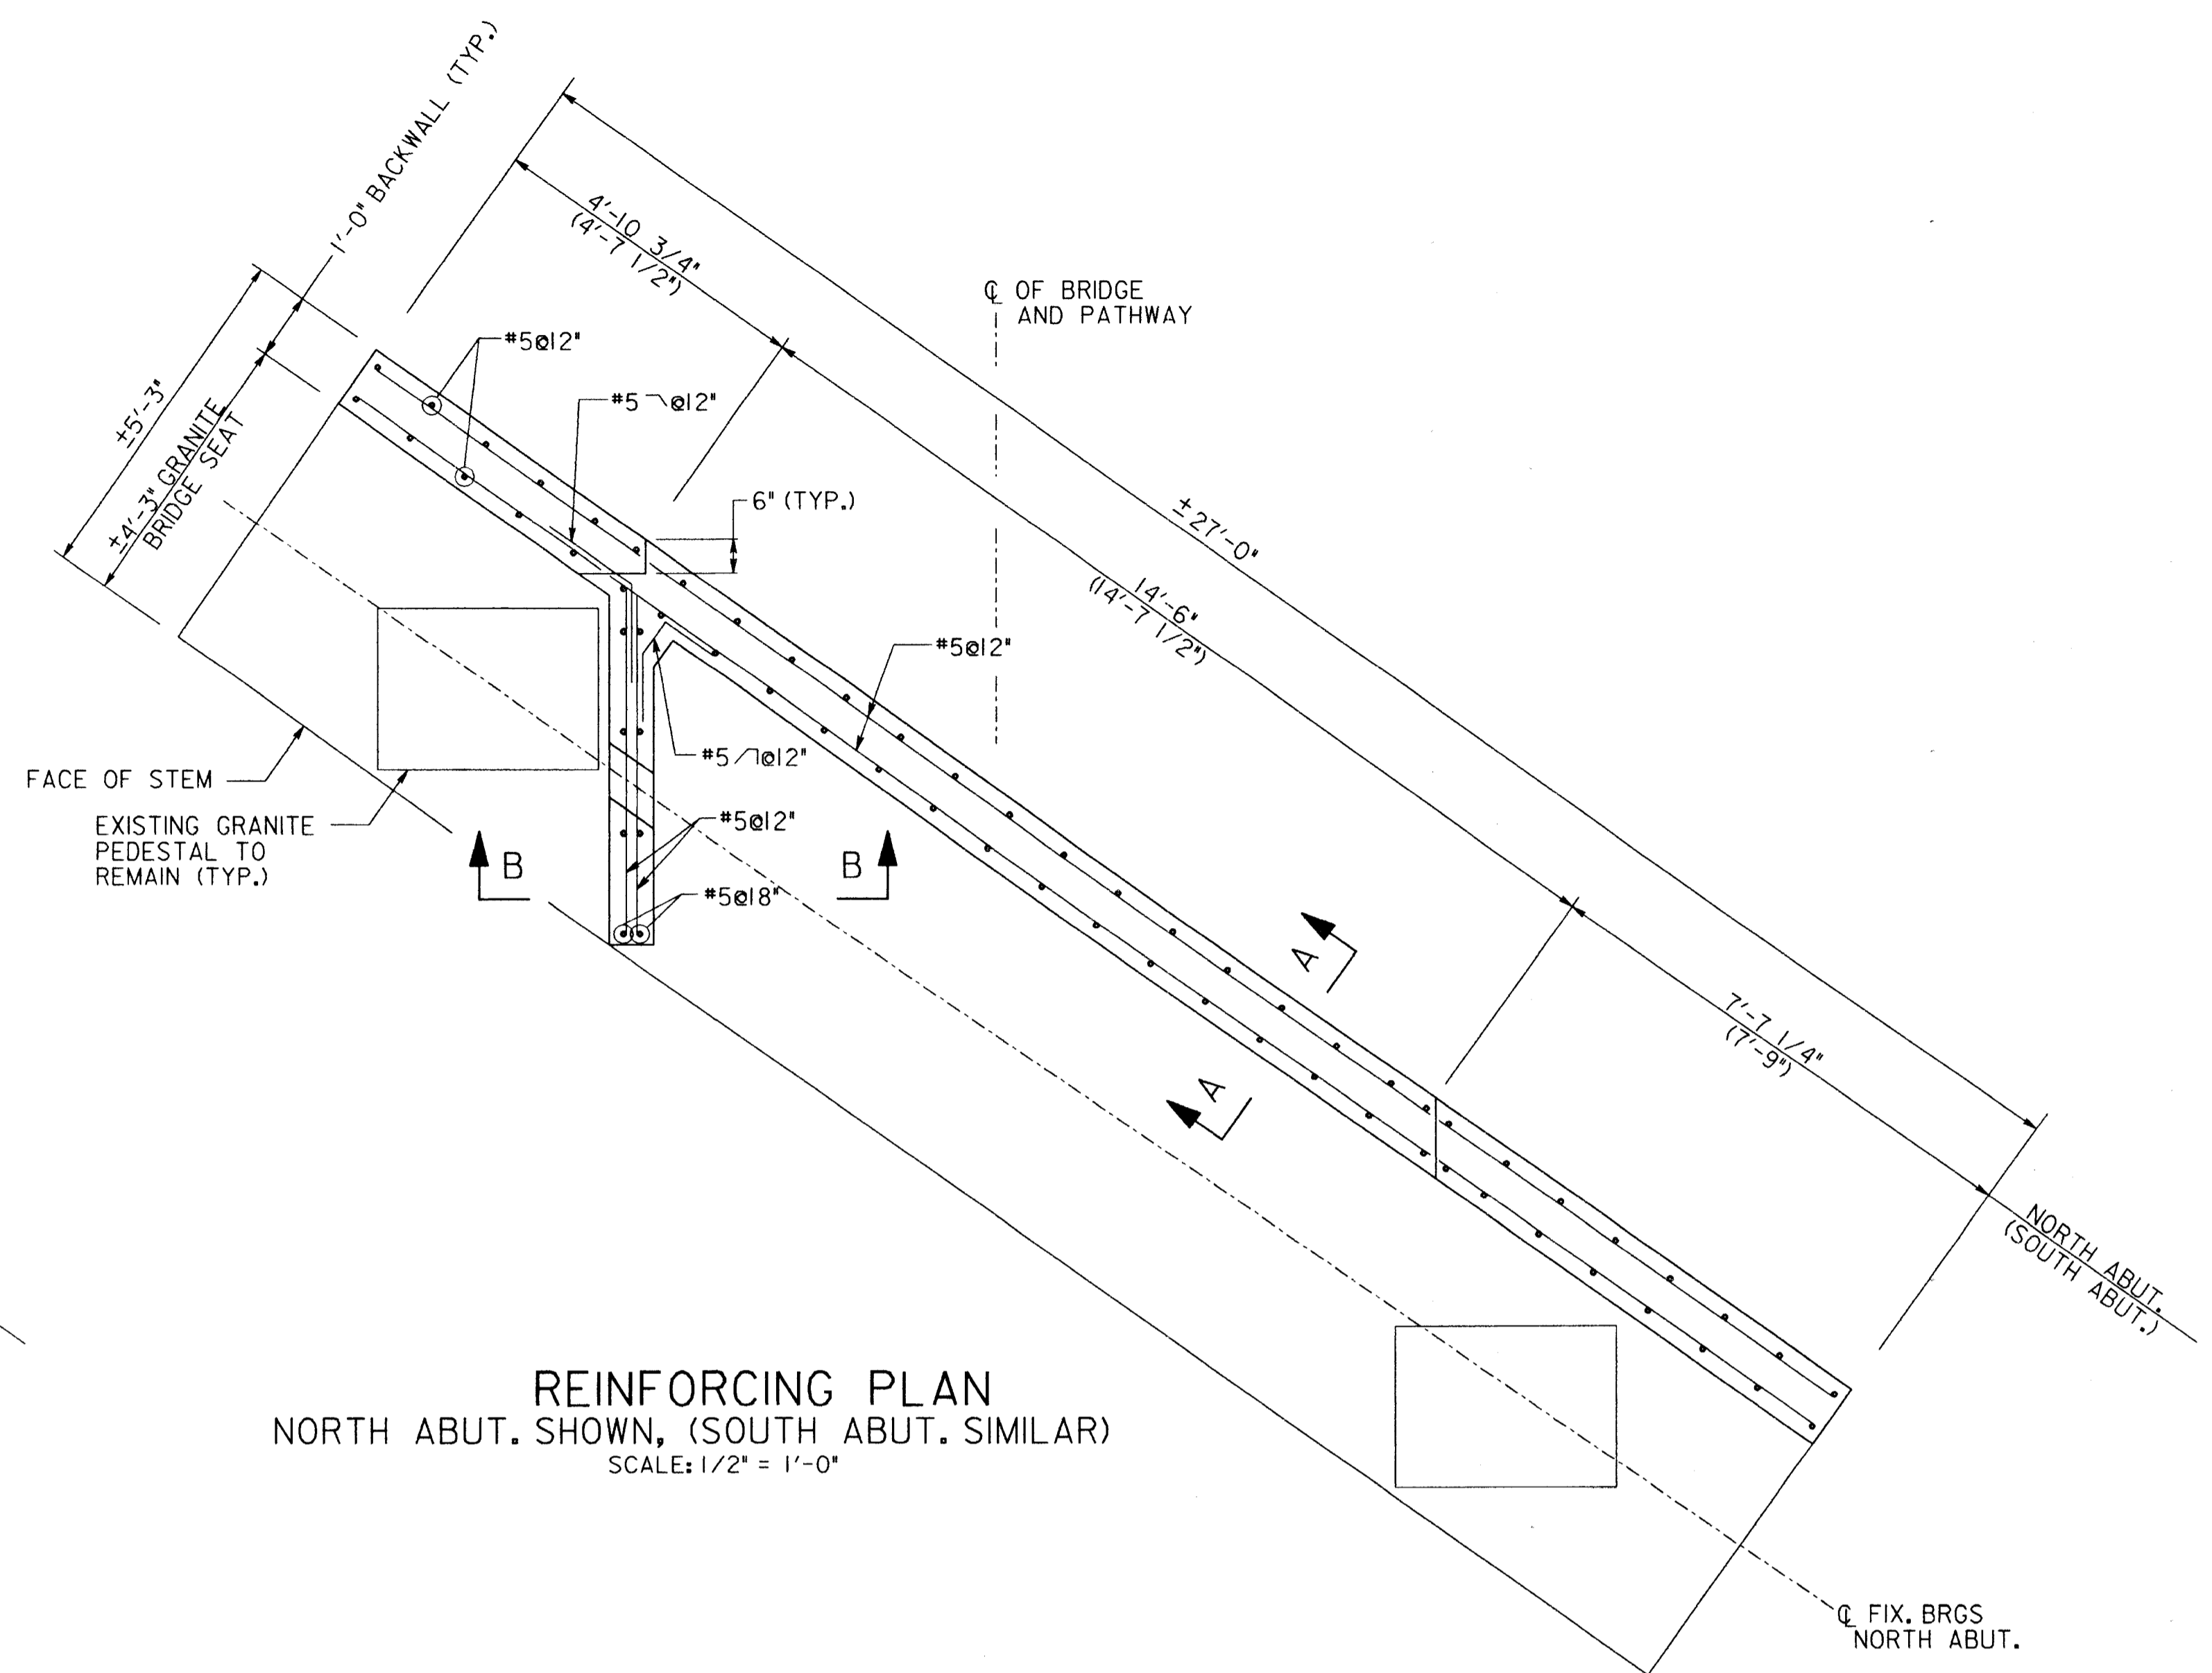 1'-0" BACKWALL (TYP.)
4'-10 3/4"
(4'-7 1/2")
℄ OF BRIDGE
AND PATHWAY
±5'-3"
±4'-3" GRANITE
BRIDGE SEAT
#5@12"
#5 @12"
6" (TYP.)
±27'-0"
14'-6"
(14'-7 1/2")
#5@12"
#5 @12"
FACE OF STEM
EXISTING GRANITE
PEDESTAL TO
REMAIN (TYP.)
#5@12"
B
B
#5@18"
A
A
7'-7 1/4"
(7'-9")
NORTH ABUT.
(SOUTH ABUT.)
REINFORCING PLAN
NORTH ABUT. SHOWN, (SOUTH ABUT. SIMILAR)
SCALE: 1/2" = 1'-0"
℄ FIX. BRGS
NORTH ABUT.